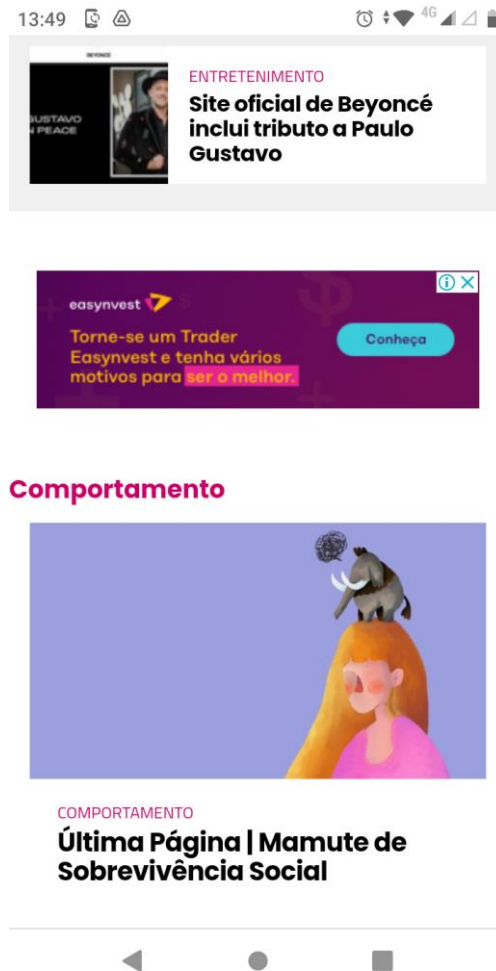 13:49
4G
BEYONCÉ
GUSTAVO
N PEACE
ENTRETENIMENTO
Site oficial de Beyoncé
inclui tributo a Paulo
Gustavo
easynvest
Torne-se um Trader
Easynvest e tenha vários
motivos para ser o melhor.
Conheça
Comportamento
COMPORTAMENTO
Última Página | Mamute de
Sobrevivência Social